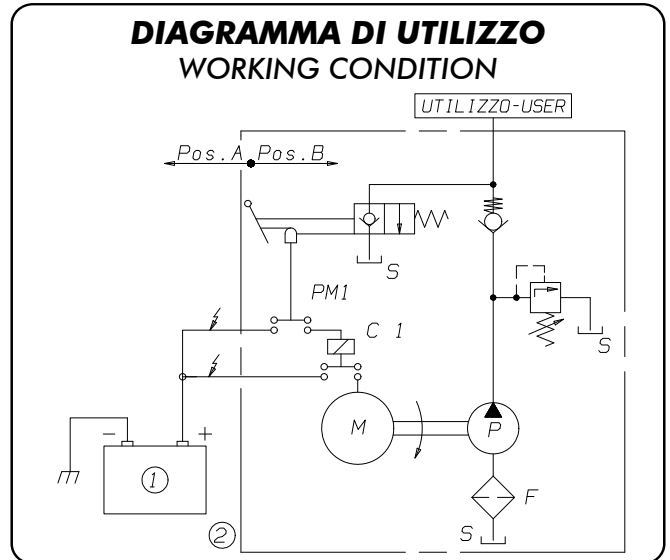 DIAGRAMMA DI UTILIZZO
WORKING CONDITION
UTILIZZO-USER
Pos.A Pos.B
S
PM1
S
C 1
M
P
- +
1
F
2
S